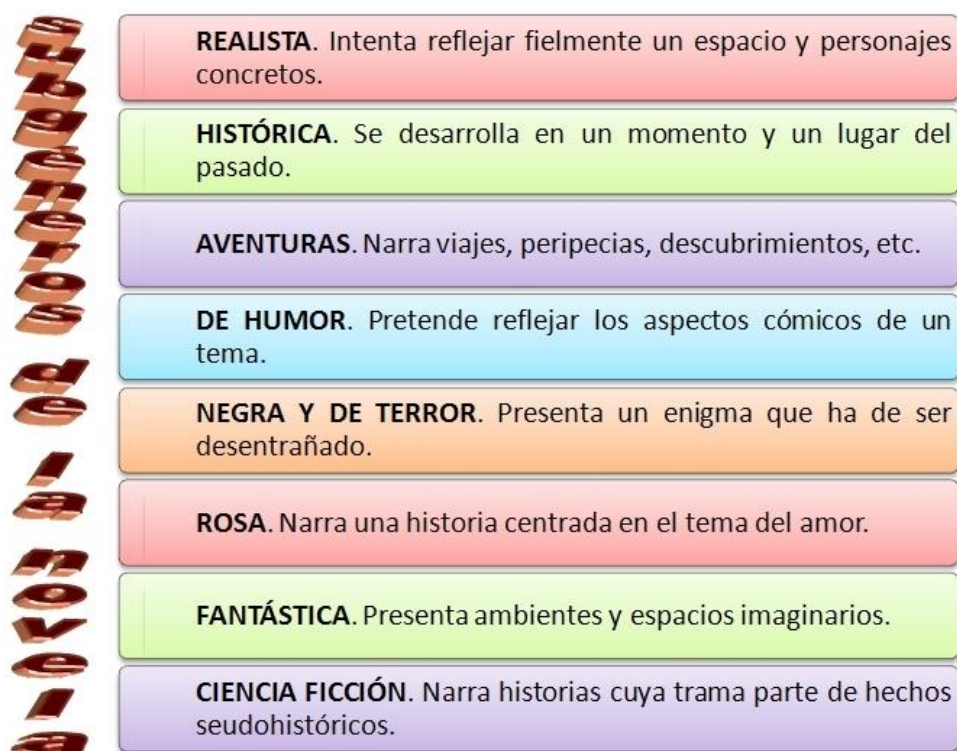 Subgéneros de la novela
REALISTA. Intenta reflejar fielmente un espacio y personajes
concretos.
HISTÓRICA. Se desarrolla en un momento y un lugar del
pasado.
AVENTURAS. Narra viajes, peripecias, descubrimientos, etc.
DE HUMOR. Pretende reflejar los aspectos cómicos de un
tema.
NEGRA Y DE TERROR. Presenta un enigma que ha de ser
desentrañado.
ROSA. Narra una historia centrada en el tema del amor.
FANTÁSTICA. Presenta ambientes y espacios imaginarios.
CIENCIA FICCIÓN. Narra historias cuya trama parte de hechos
seudohistóricos.